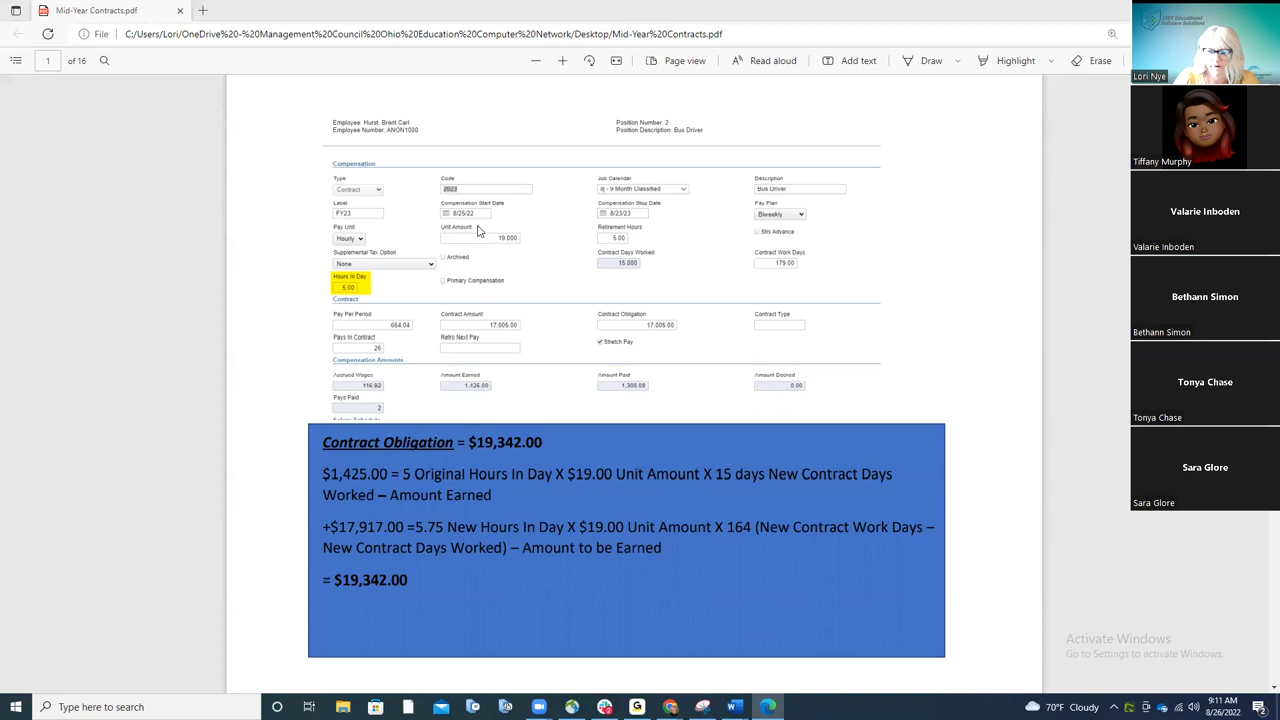 Mid-Year Contracts.pdf
File
C:/Users/Lori/OneDrive%20-%20Management%20Council%20Ohio%20Education%20Computer%20Network/Desktop/Mid-Year Contracts.pdf
1 of 16
Page view
Read aloud
Add text
Draw
Highlight
Erase
Employee: Hurst, Brent Carl
Position Number: 2
Employee Number: ANON1000
Position Description: Bus Driver
Compensation
Type
Code
Job Calendar
Description
Contract
2023
9 Month Classified
Bus Driver
Label
Compensation Start Date
Compensation Stop Date
Pay Plan
FY23
8/25/22
8/23/23
Biweekly
Pay Unit
Unit Amount
Retirement Hours
Strs Advance
Hourly
19.000
5.00
Supplemental Tax Option
Archived
Contract Days Worked
Contract Work Days
None
15.000
179.00
Hours In Day
Primary Compensation
5.00
Contract
Pay Per Period
Contract Amount
Contract Obligation
Contract Type
654.04
17,005.00
17,005.00
Pays In Contract
Retro Next Pay
Stretch Pay
26
Compensation Amounts
Accrued Wages
Amount Earned
Amount Paid
Amount Docked
116.92
1,308.08
0.00
Pays Paid
2
Contract Obligation = $19,342.00
$1,425.00 = 5 Original Hours In Day X $19.00 Unit Amount X 15 days New Contract Days
Worked – Amount Earned
+$17,917.00 =5.75 New Hours In Day X $19.00 Unit Amount X 164 (New Contract Work Days –
New Contract Days Worked) – Amount to be Earned
= $19,342.00
Educational
Software Solutions
Lori Nye
Tiffany Murphy
Valarie Inboden
Valarie Inboden
Bethann Simon
Bethann Simon
Tonya Chase
Tonya Chase
Sara Glore
Sara Glore
Activate Windows
Go to Settings to activate Windows.
Type here to search
70°F Cloudy
9:11 AM
8/26/2022
2